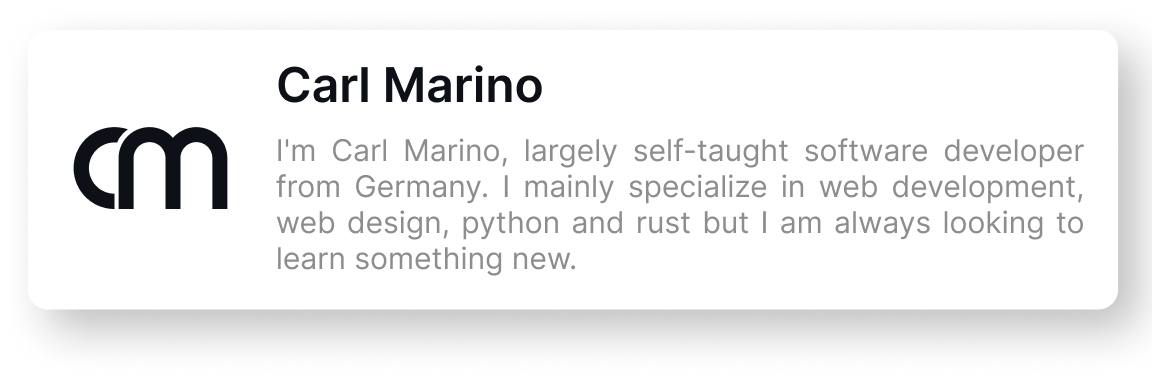 cm
Carl Marino
I'm Carl Marino, largely self-taught software developer
from Germany. I mainly specialize in web development,
web design, python and rust but I am always looking to
learn something new.